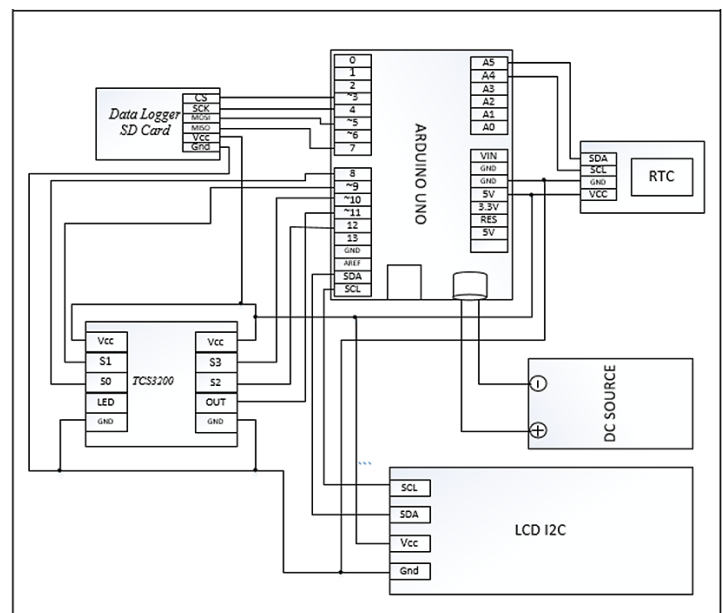 Data Logger
SD Card
CS
SCK
MOSI
MISO
Vcc
Gnd
0
1
2
~3
4
~5
~6
7
8
~9
~10
~11
12
13
GND
AREF
SDA
SCL
ARDUINO UNO
A5
A4
A3
A2
A1
A0
VIN
GND
GND
5V
3.3V
RES
5V
SDA
SCL
GND
VCC
RTC
Vcc
S1
S0
LED
GND
TCS3200
Vcc
S3
S2
OUT
GND
DC SOURCE
SCL
SDA
Vcc
Gnd
LCD I2C